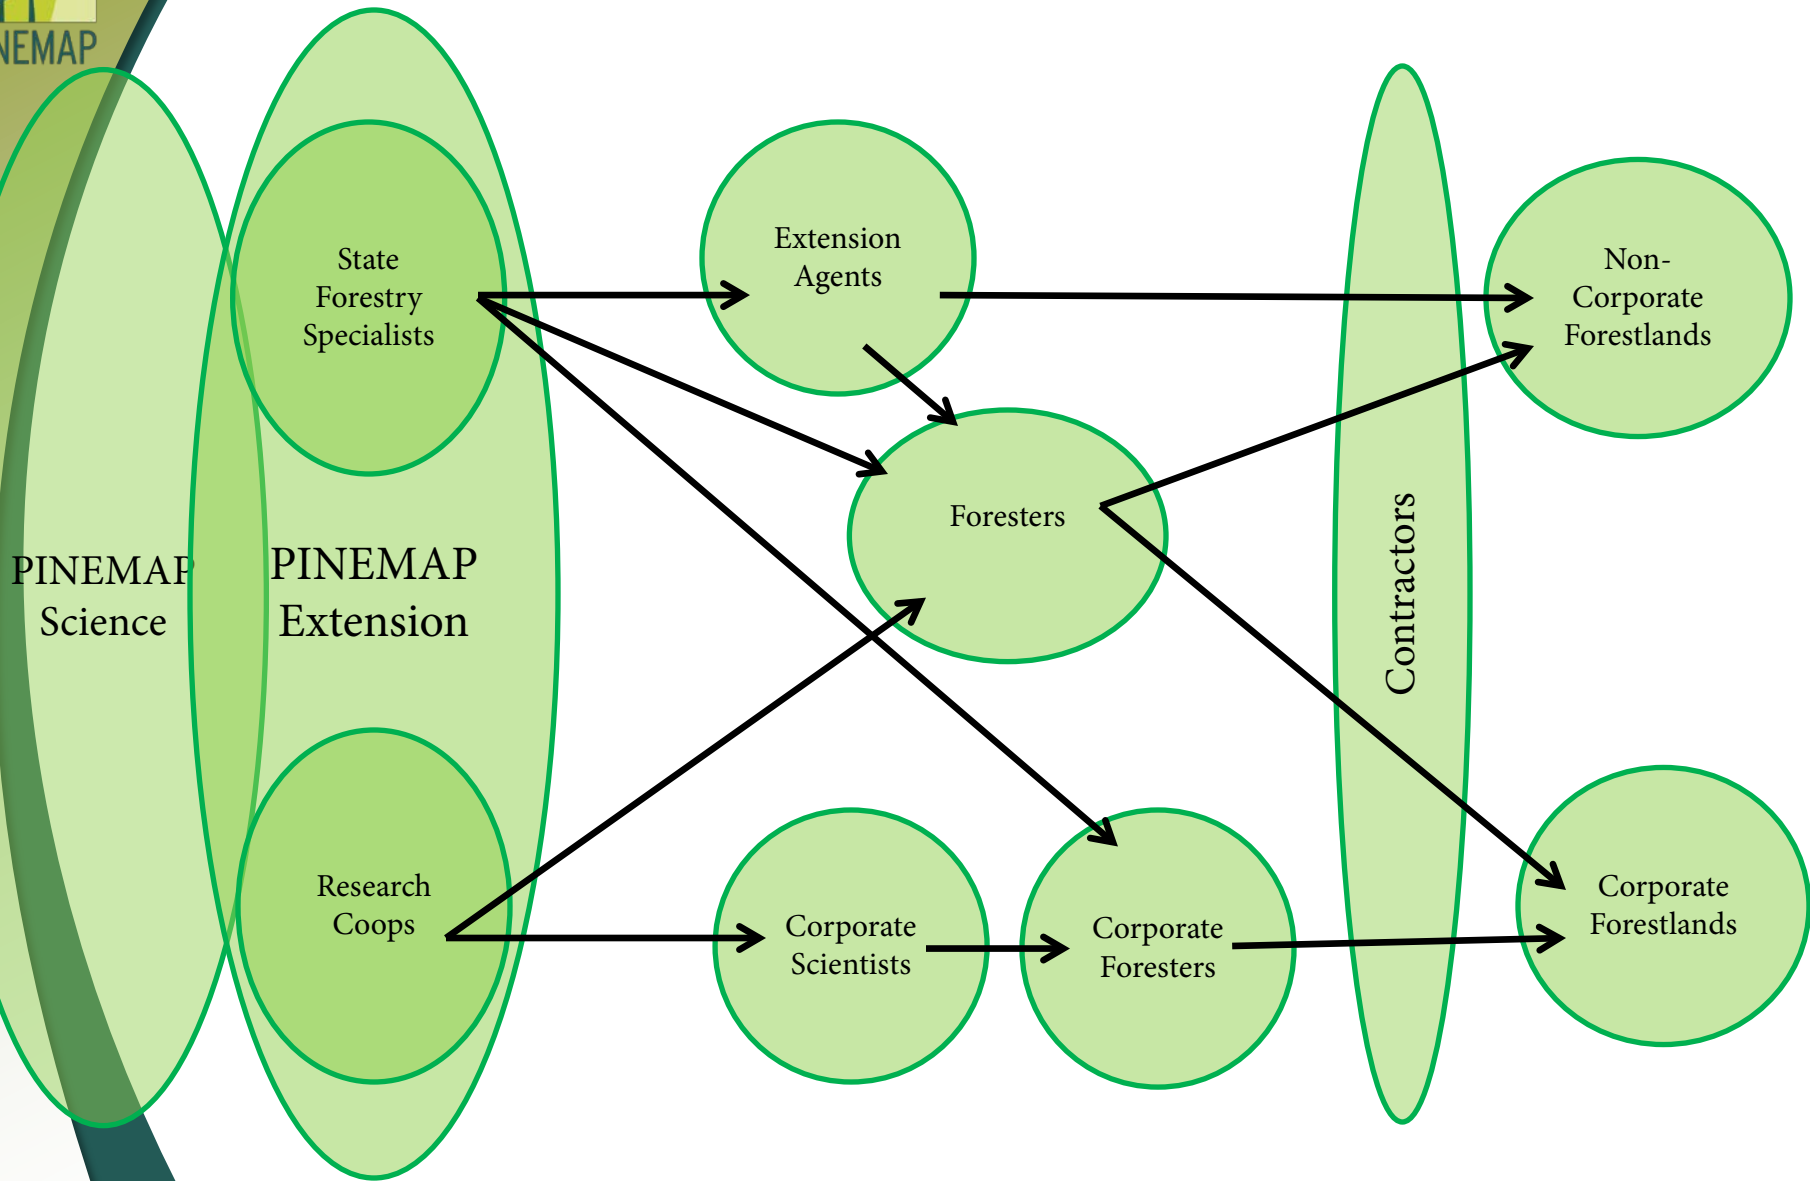 NEMAP
PINEMAP
Science
PINEMAP
Extension
State
Forestry
Specialists
Research
Coops
Extension
Agents
Foresters
Corporate
Scientists
Corporate
Foresters
Contractors
Non-
Corporate
Forestlands
Corporate
Forestlands